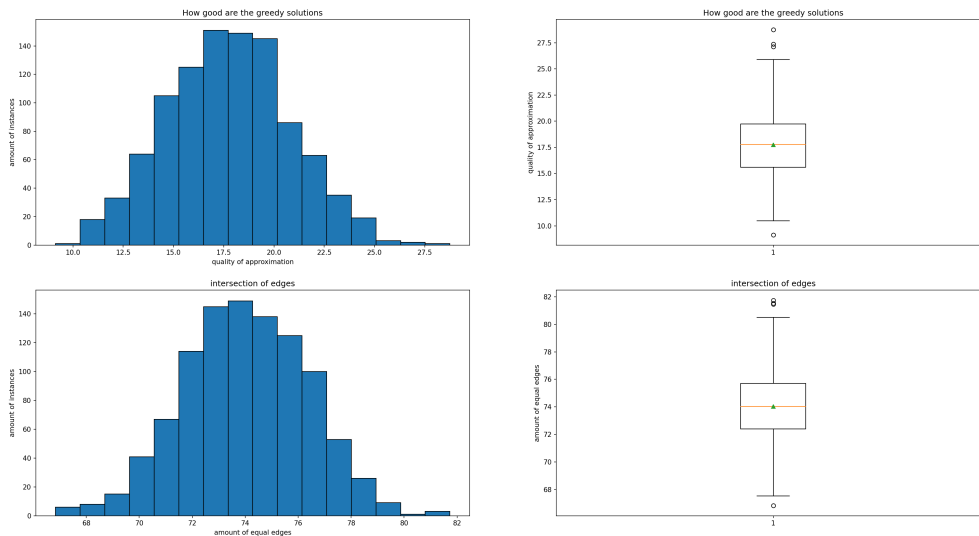 How good are the greedy solutions
140
120
100
80
60
40
20
0
amount of instances
10.0 12.5 15.0 17.5 20.0 22.5 25.0 27.5
quality of approximation
How good are the greedy solutions
27.5
25.0
22.5
20.0
17.5
15.0
12.5
10.0
quality of approximation
1
intersection of edges
140
120
100
80
60
40
20
0
amount of instances
68 70 72 74 76 78 80 82
amount of equal edges
intersection of edges
82
80
78
76
74
72
70
68
amount of equal edges
1